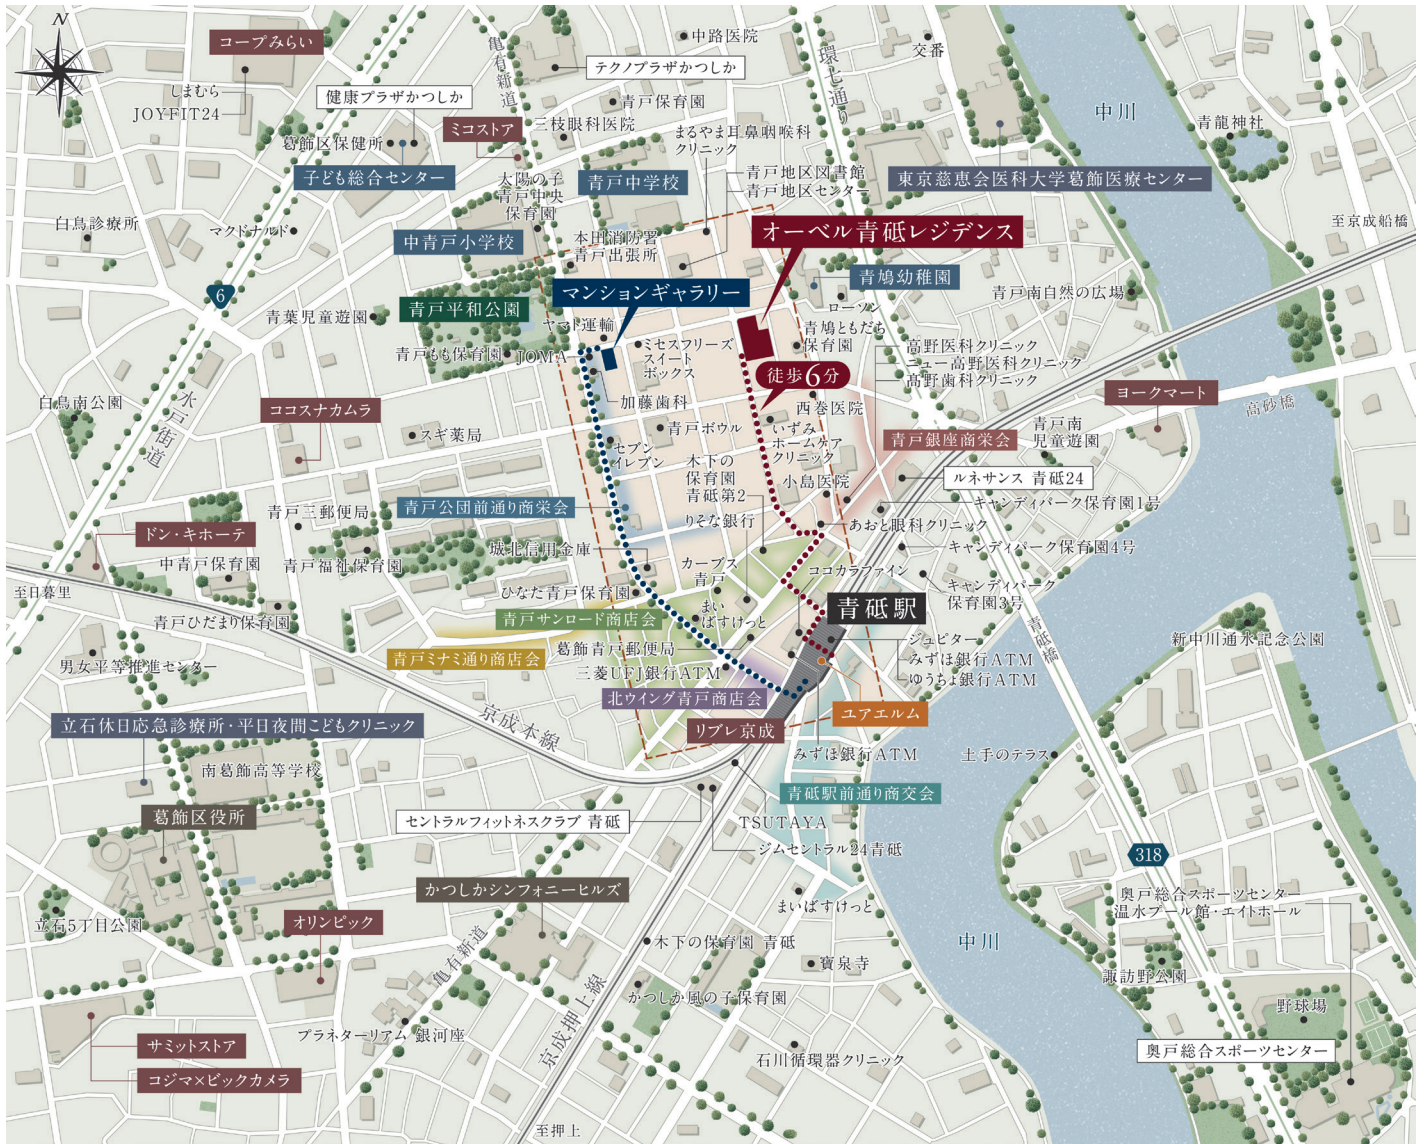 N
コープみらい
しまむら
JOYFIT24
健康プラザかつしか
葛飾区保健所
子ども総合センター
亀有新道
ミコストア
テクノプラザかつしか
中路医院
青戸保育園
三枝眼科医院
まるやま耳鼻咽喉科
クリニック
環七通り
交番
中川
青龍神社
東京慈恵会医科大学葛飾医療センター
至京成船橋
青戸中学校
青戸地区図書館
青戸地区センター
太陽の子
青戸中央
保育園
白鳥診療所
マクドナルド
中青戸小学校
本田消防署
青戸出張所
オーベル青砥レジデンス
青鳩幼稚園
青戸南自然の広場
6
マンションギャラリー
ローソン
青葉児童遊園
青戸平和公園
ヤマト運輸
青鳩ともだち
保育園
青戸もも保育園
JOMA
ミセスフリーズ
スイート
ボックス
高野医科クリニック
ニュー高野医科クリニック
髙野歯科クリニック
徒歩6分
白鳥南公園
水戸街道
ココスナカムラ
加藤歯科
西巻医院
ヨークマート
高砂橋
スギ薬局
青戸ボウル
いずみ
ホームケア
クリニック
青戸銀座商栄会
青戸南
児童遊園
セブン
イレブン
木下の
保育園
青砥第2
小島医院
ルネサンス 青砥24
青戸公団前通り商栄会
キャンディパーク保育園1号
青戸三郵便局
りそな銀行
あおと眼科クリニック
ドン・キホーテ
城北信用金庫
キャンディパーク保育園4号
中青戸保育園
青戸福祉保育園
カーブス
青戸
ココカラファイン
至日暮里
ひなた青戸保育園
キャンディパーク
保育園3号
青戸ひだまり保育園
青戸サンロード商店会
まい
ばすけっと
青砥駅
青砥橋
新中川通水記念公園
男女平等推進センター
青戸ミナミ通り商店会
葛飾青戸郵便局
ジュピター
みずほ銀行ATM
ゆうちょ銀行ATM
三菱UFJ銀行ATM
北ウイング青戸商店会
ユアエルム
立石休日応急診療所・平日夜間こどもクリニック
京成本線
リブレ京成
みずほ銀行ATM
土手のテラス
南葛飾高等学校
青砥駅前通り商交会
葛飾区役所
セントラルフィットネスクラブ 青砥
TSUTAYA
ジムセントラル24青砥
318
かつしかシンフォニーヒルズ
まいばすけっと
奥戸総合スポーツセンター
温水プール館・エイトホール
立石5丁目公園
オリンピック
亀有新道
木下の保育園 青砥
中川
寶泉寺
諏訪野公園
かつしか風の子保育園
野球場
プラネターリアム 銀河座
京成押上線
サミットストア
石川循環器クリニック
奥戸総合スポーツセンター
コジマ×ビックカメラ
至押上